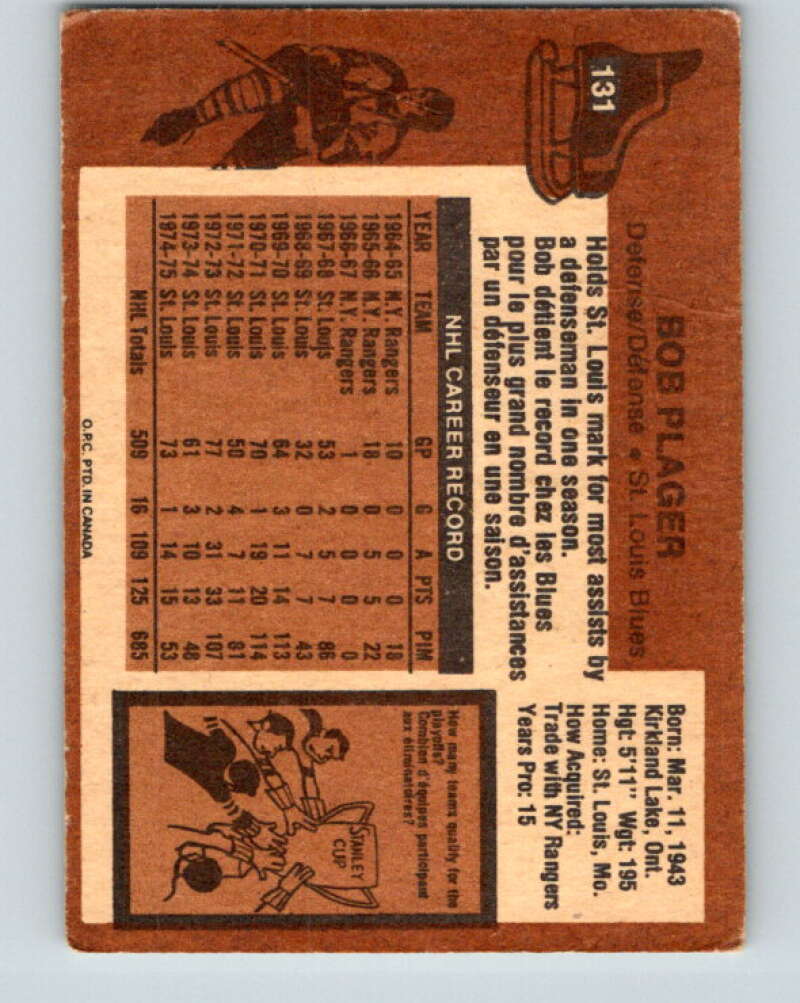 131
BOB PLAGER
Defense/Défense • St. Louis Blues
Born: Mar. 11, 1943
Kirkland Lake, Ont.
Hgt: 5'11" Wgt: 195
Home: St. Louis, Mo.
How Acquired:
Trade with NY Rangers
Years Pro: 15
Holds St. Louis mark for most assists by
a defenseman in one season.
Bob détient le record chez les Blues
pour le plus grand nombre d'assistances
par un défenseur en une saison.
NHL CAREER RECORD
YEAR TEAM GP G A PTS PIM
1964-65 N.Y. Rangers 10 0 0 0 18
1965-66 N.Y. Rangers 18 0 5 5 22
1966-67 N.Y. Rangers 1 0 0 0 0
1967-68 St. Louis 53 2 5 7 86
1968-69 St. Louis 32 0 7 7 43
1969-70 St. Louis 64 3 11 14 113
1970-71 St. Louis 70 1 19 20 114
1971-72 St. Louis 50 4 7 11 81
1972-73 St. Louis 77 2 31 33 107
1973-74 St. Louis 61 3 10 13 48
1974-75 St. Louis 73 1 14 15 53
NHL Totals 509 16 109 125 685
How many teams qualify for the
playoffs?
Combien d'équipes participent
aux éliminatoires?
STANLEY
CUP
O.P.C. PTD. IN CANADA